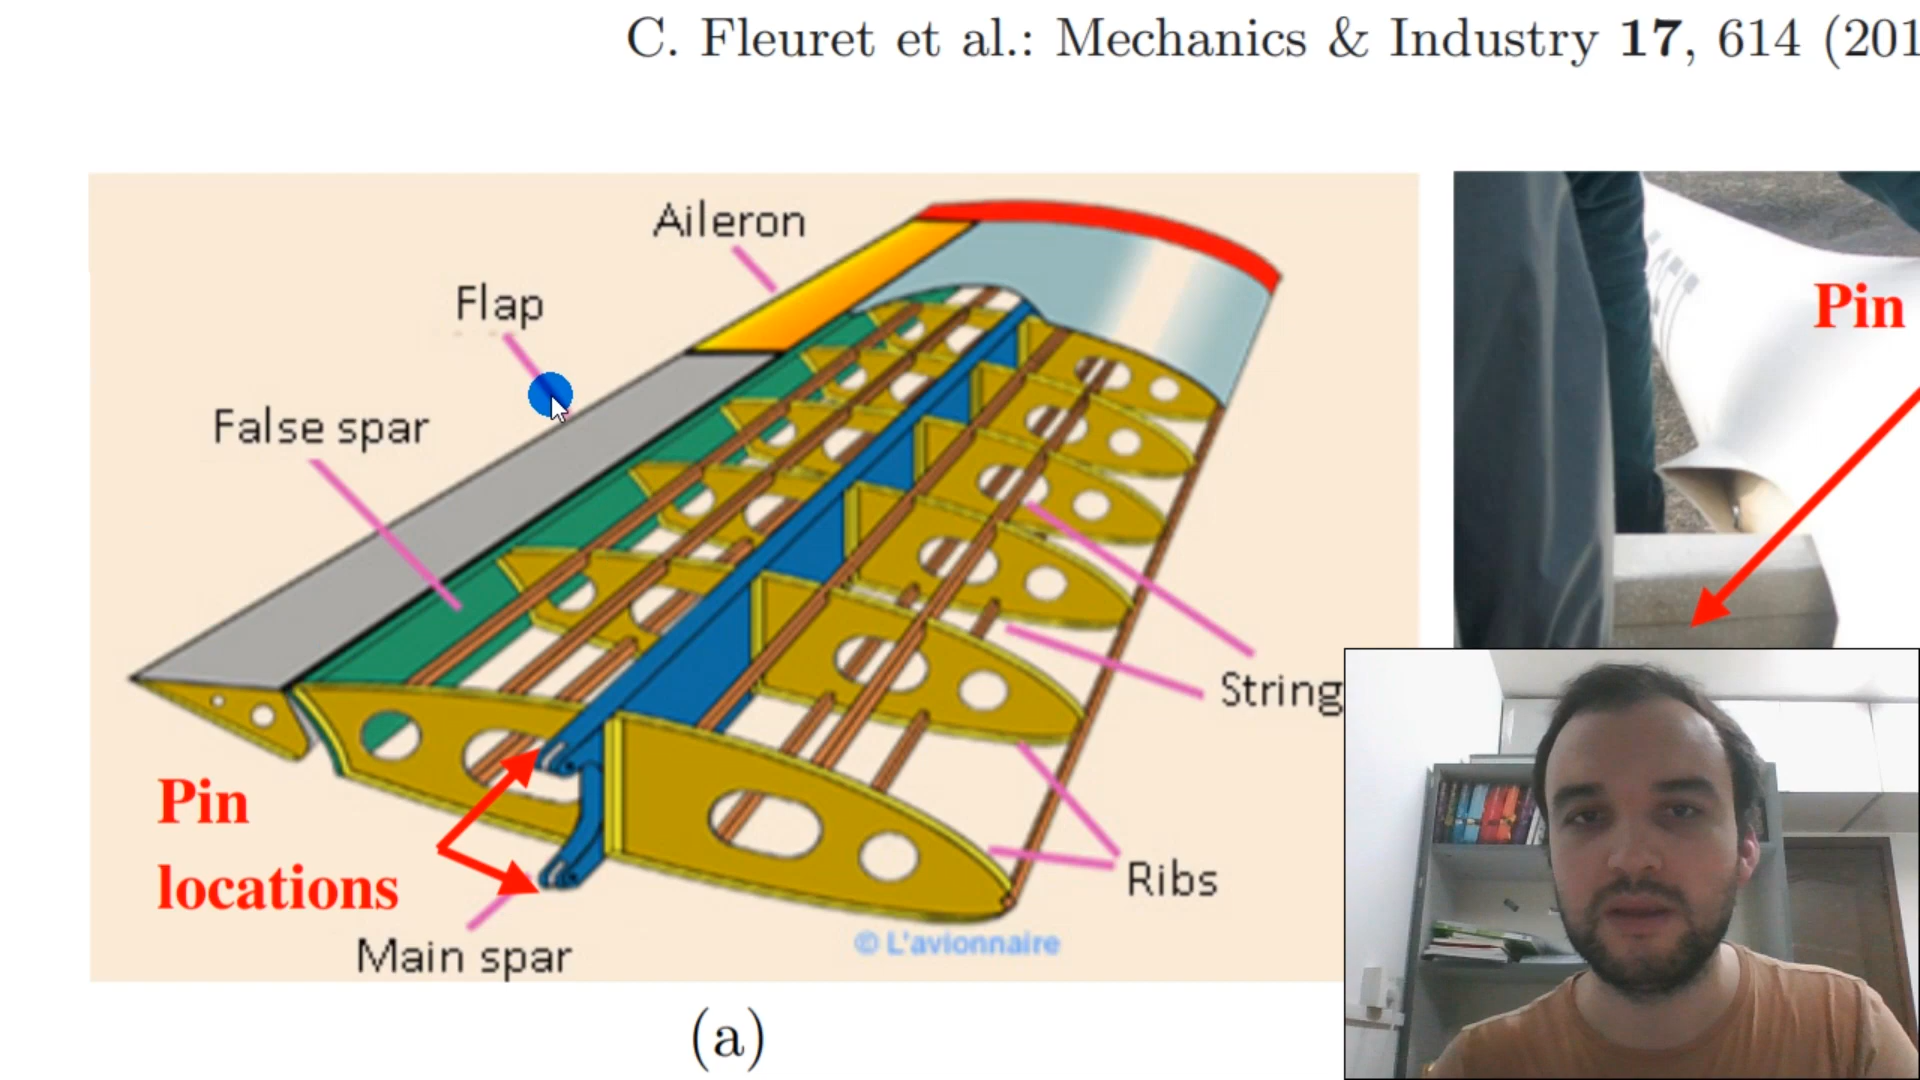 C. Fleuret et al.: Mechanics & Industry 17, 614 (201
Aileron
Flap
False spar
Pin
String
Pin
locations
Ribs
Main spar
© L'avionnaire
(a)